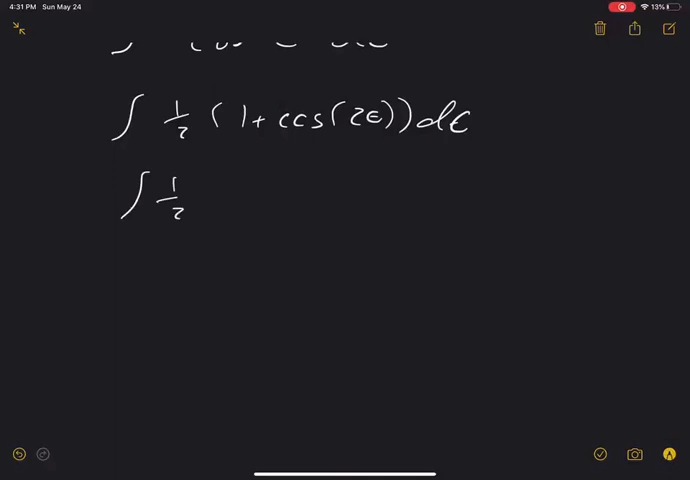 4:31 PM Sun May 24 13%
∫ 1/2 (1 + cos(2θ)) dθ
∫ 1/2